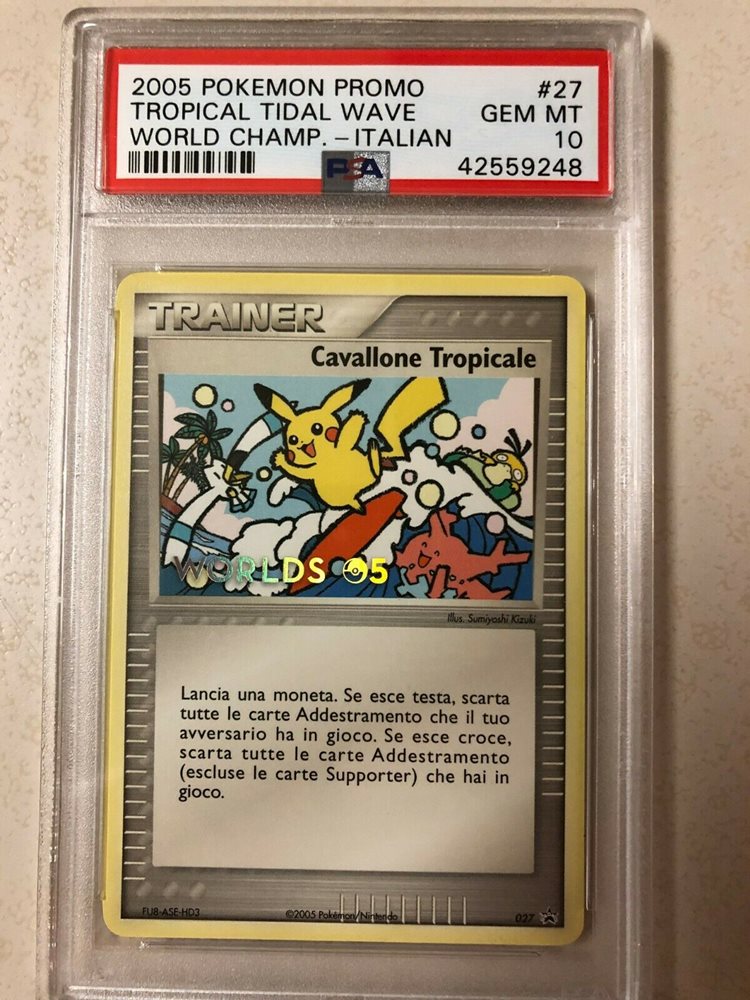 2005 POKEMON PROMO #27
TROPICAL TIDAL WAVE GEM MT
WORLD CHAMP. – ITALIAN 10
PSA 42559248
TRAINER
Cavallone Tropicale
WORLDS 05
Illus. Sumiyoshi Kizuki
Lancia una moneta. Se esce testa, scarta
tutte le carte Addestramento che il tuo
avversario ha in gioco. Se esce croce,
scarta tutte le carte Addestramento
(escluse le carte Supporter) che hai in
gioco.
FU8-ASE-HD3 ©2005 Pokémon/Nintendo 027